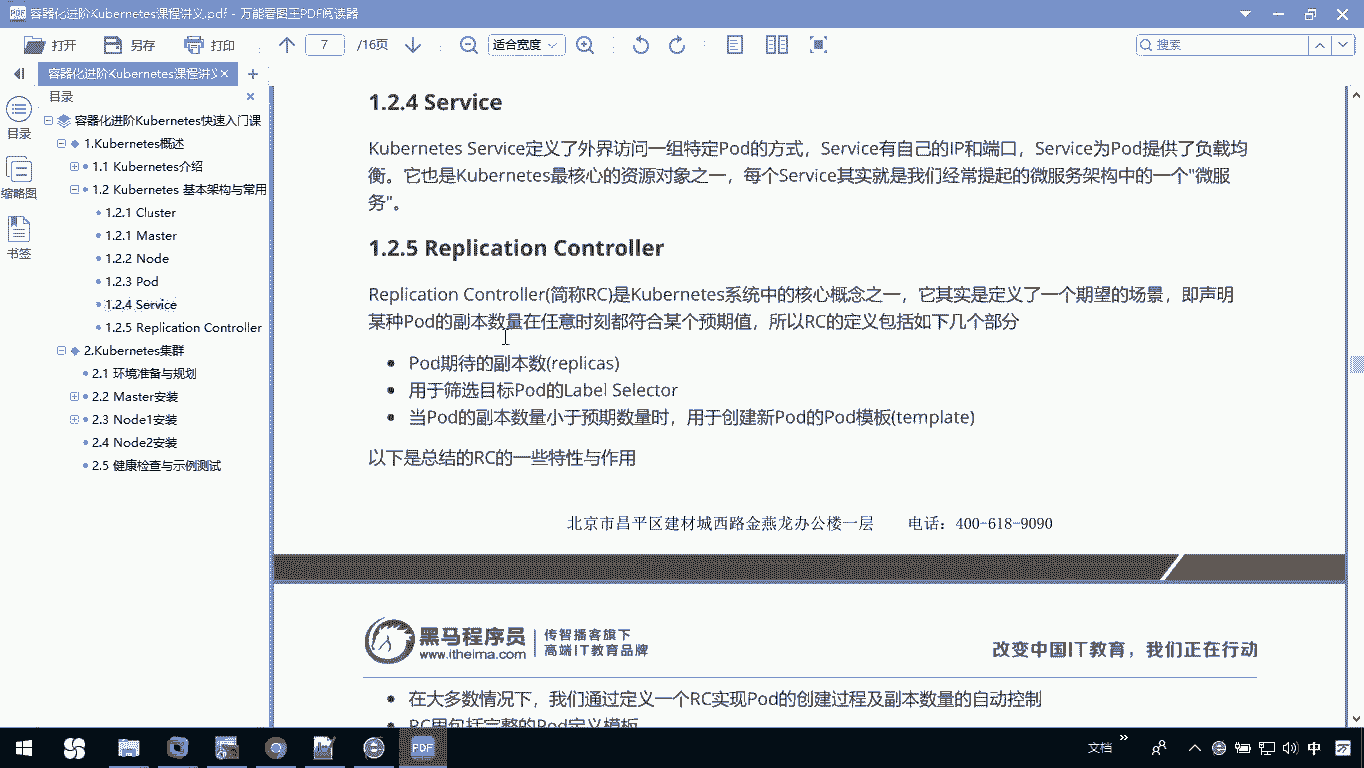 容器化进阶Kubernetes课程讲义.pdf - 万能看图王PDF阅读器
打开
另存
打印
7
/16页
适合宽度
搜索
容器化进阶Kubernetes课程讲义
目录
目录
缩略图
书签
容器化进阶Kubernetes快速入门课
1.Kubernetes概述
1.1 Kubernetes介绍
1.2 Kubernetes 基本架构与常用
1.2.1 Cluster
1.2.1 Master
1.2.2 Node
1.2.3 Pod
1.2.4 Service
1.2.5 Replication Controller
2.Kubernetes集群
2.1 环境准备与规划
2.2 Master安装
2.3 Node1安装
2.4 Node2安装
2.5 健康检查与示例测试
1.2.4 Service
Kubernetes Service定义了外界访问一组特定Pod的方式，Service有自己的IP和端口，Service为Pod提供了负载均
衡。它也是Kubernetes最核心的资源对象之一，每个Service其实就是我们经常提起的微服务架构中的一个"微服
务"。
1.2.5 Replication Controller
Replication Controller(简称RC)是Kubernetes系统中的核心概念之一，它其实是定义了一个期望的场景，即声明
某种Pod的副本数量在任意时刻都符合某个预期值，所以RC的定义包括如下几个部分
Pod期待的副本数(replicas)
用于筛选目标Pod的Label Selector
当Pod的副本数量小于预期数量时，用于创建新Pod的Pod模板(template)
以下是总结的RC的一些特性与作用
北京市昌平区建材城西路金燕龙办公楼一层 电话：400-618-9090
黑马程序员
www.itheima.com
传智播客旗下
高端IT教育品牌
改变中国IT教育，我们正在行动
在大多数情况下，我们通过定义一个RC实现Pod的创建过程及副本数量的自动控制
RC里包括完整的Pod定义模板
PDF
文档
中